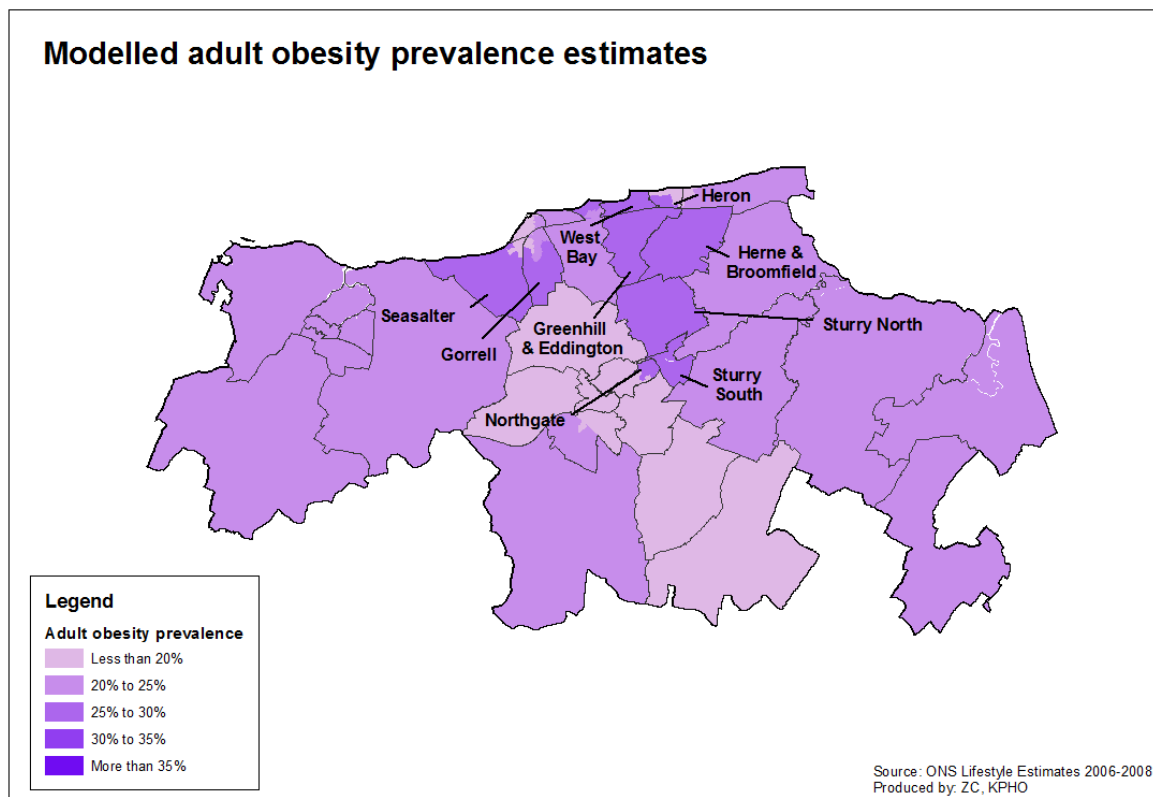 Modelled adult obesity prevalence estimates
Heron
West
Bay
Herne &
Broomfield
Seasalter
Greenhill
& Eddington
Sturry North
Gorrell
Sturry
South
Northgate
Legend
Adult obesity prevalence
Less than 20%
20% to 25%
25% to 30%
30% to 35%
More than 35%
Source: ONS Lifestyle Estimates 2006-2008
Produced by: ZC, KPHO